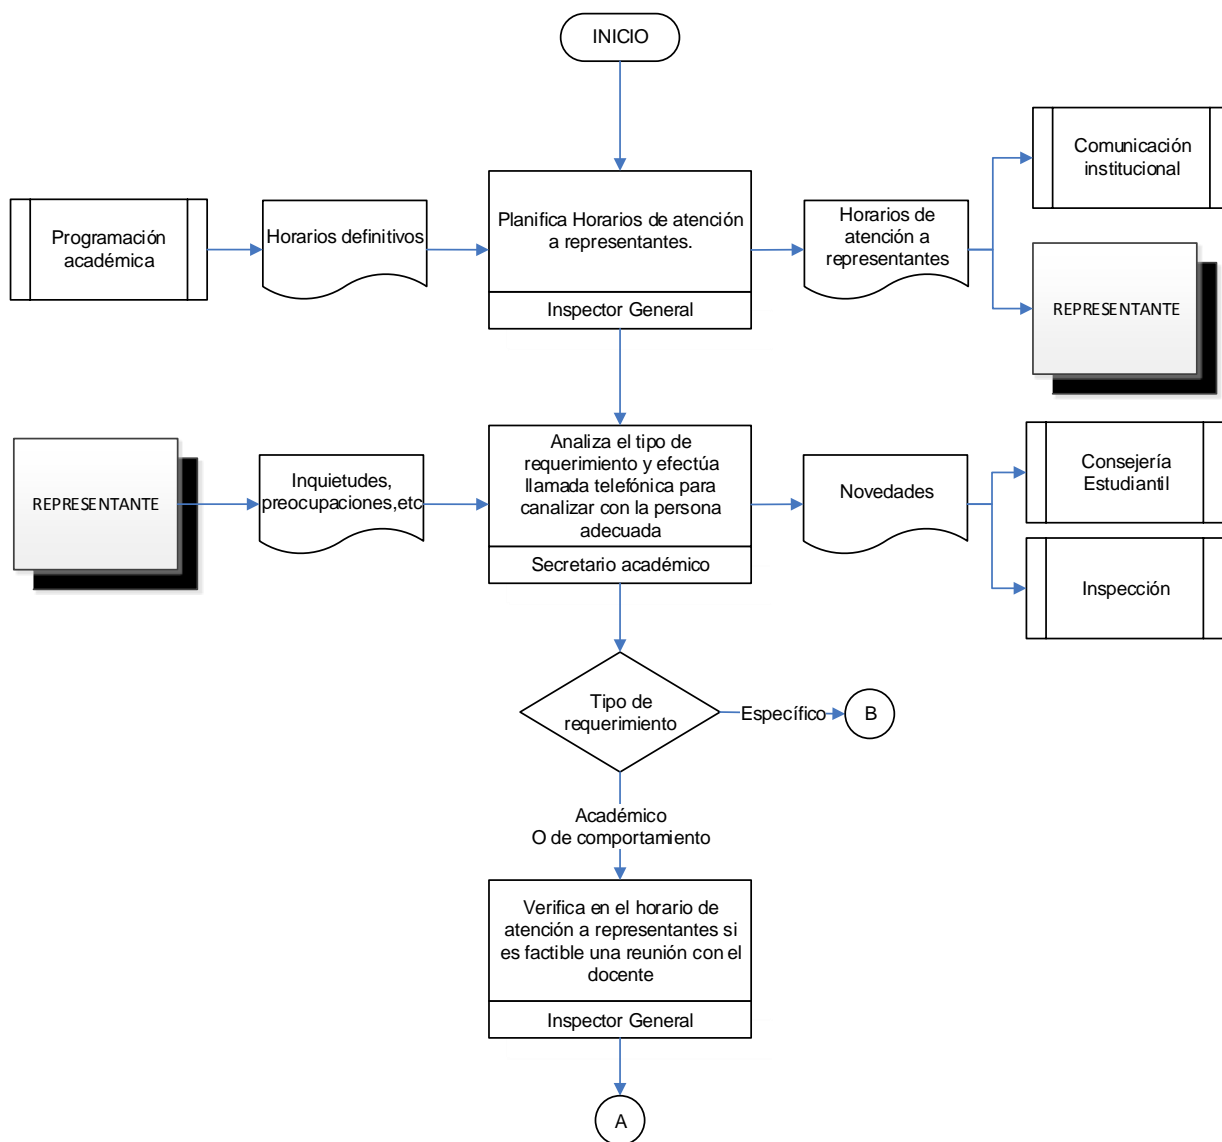 INICIO
Programación
académica
Horarios definitivos
Planifica Horarios de atención
a representantes.
Inspector General
Horarios de
atención a
representantes
Comunicación
institucional
REPRESENTANTE
REPRESENTANTE
Inquietudes,
preocupaciones,etc
Analiza el tipo de
requerimiento y efectúa
llamada telefónica para
canalizar con la persona
adecuada
Secretario académico
Novedades
Consejería
Estudiantil
Inspección
Tipo de
requerimiento
Específico
B
Académico
O de comportamiento
Verifica en el horario de
atención a representantes si
es factible una reunión con el
docente
Inspector General
A